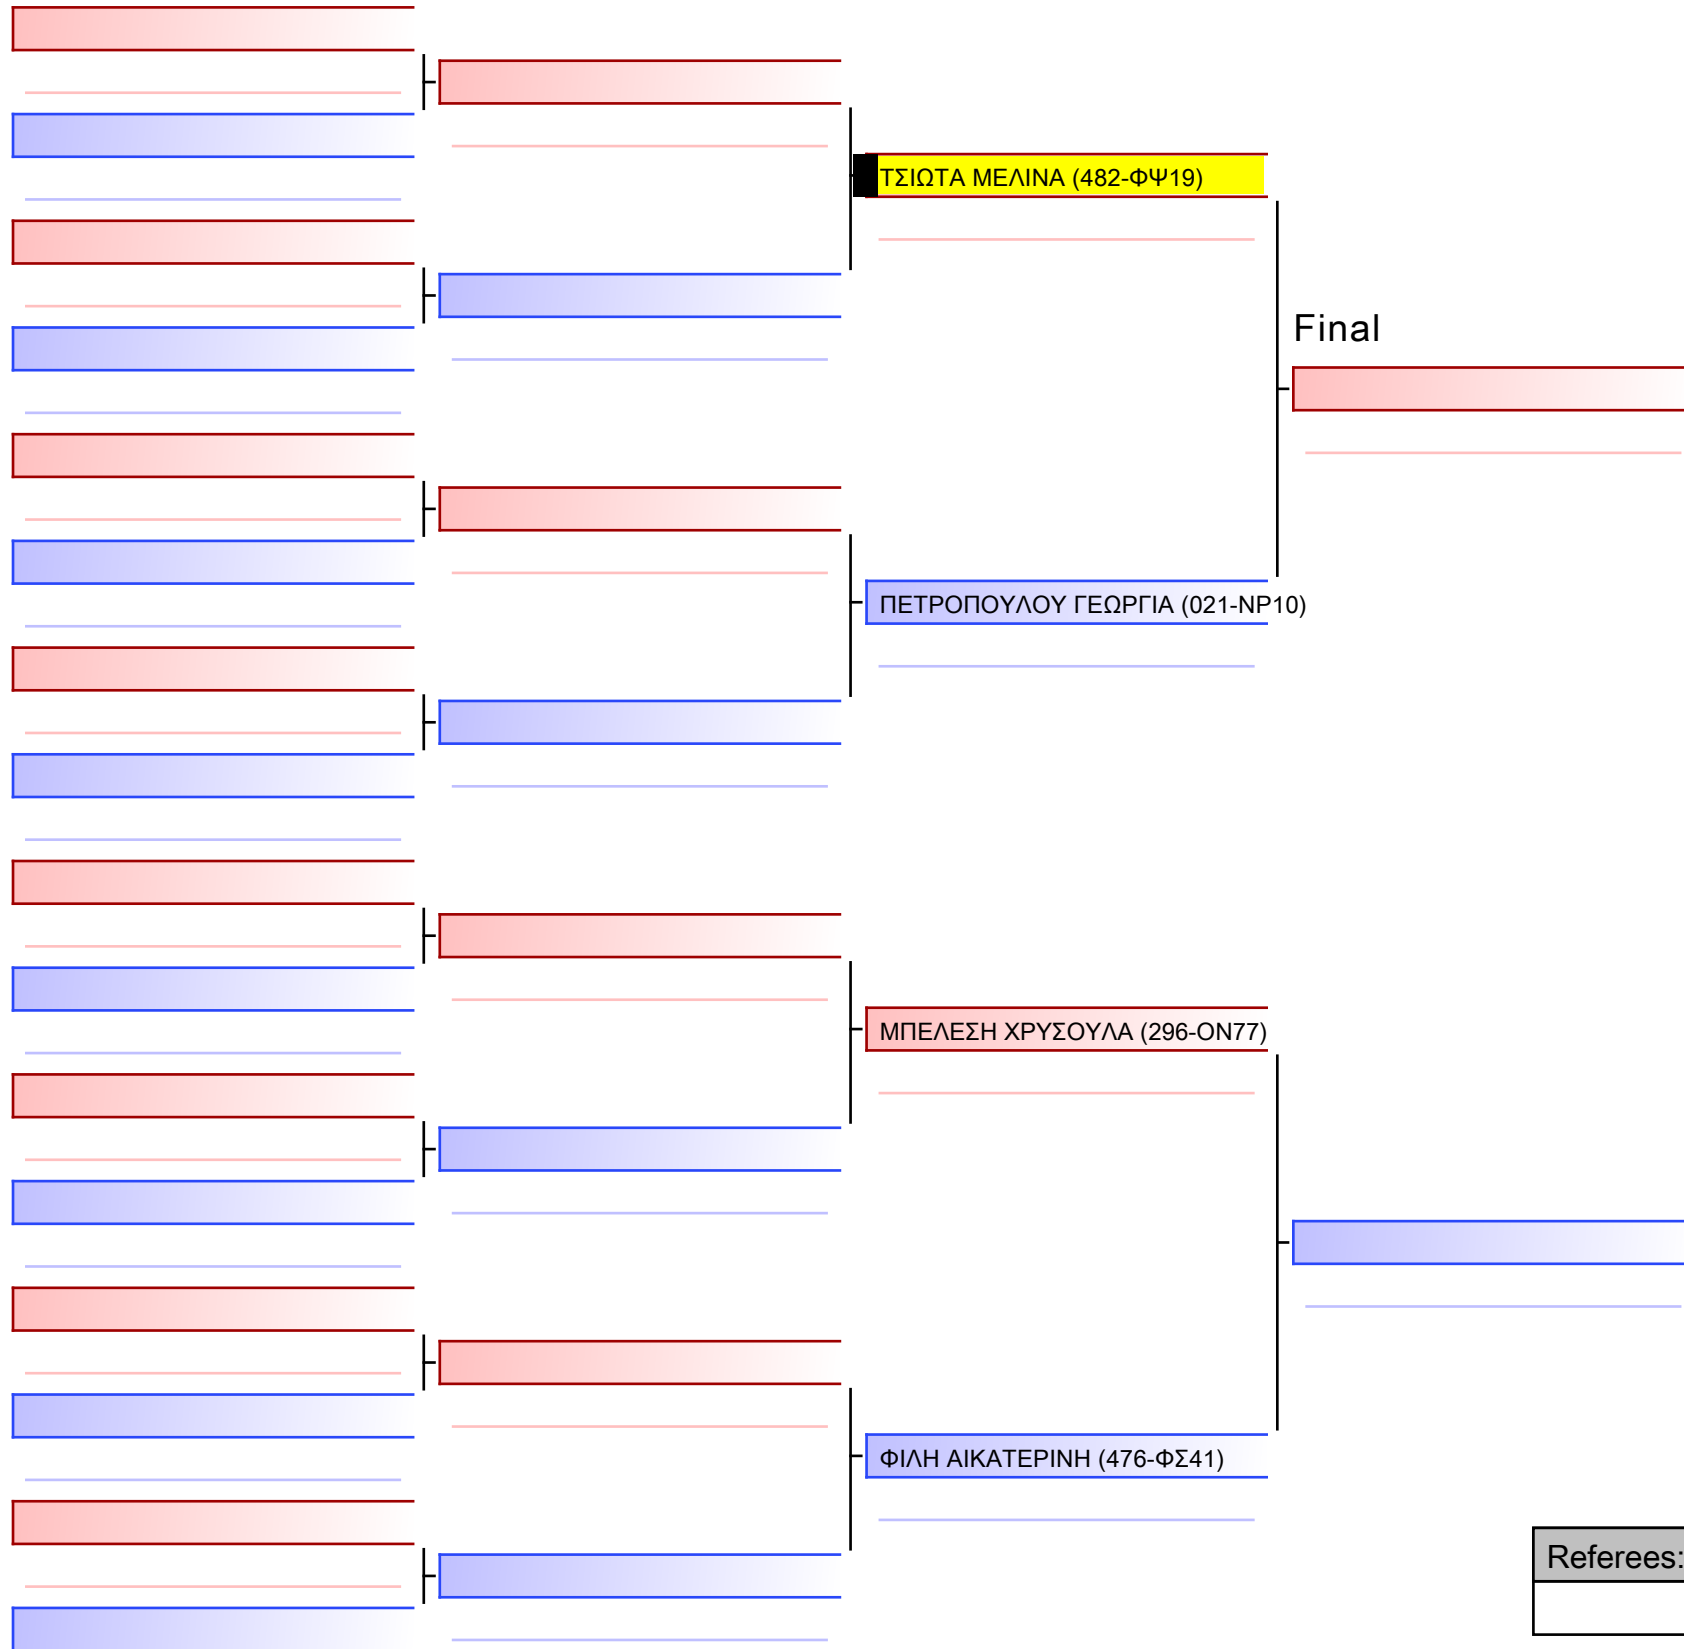 ΤΣΙΩΤΑ ΜΕΛΙΝΑ (482-ΦΨ19)
Final
ΠΕΤΡΟΠΟΥΛΟΥ ΓΕΩΡΓΙΑ (021-ΝΡ10)
ΜΠΕΛΕΣΗ ΧΡΥΣΟΥΛΑ (296-ΟΝ77)
ΦΙΛΗ ΑΙΚΑΤΕΡΙΝΗ (476-ΦΣ41)
Referees: